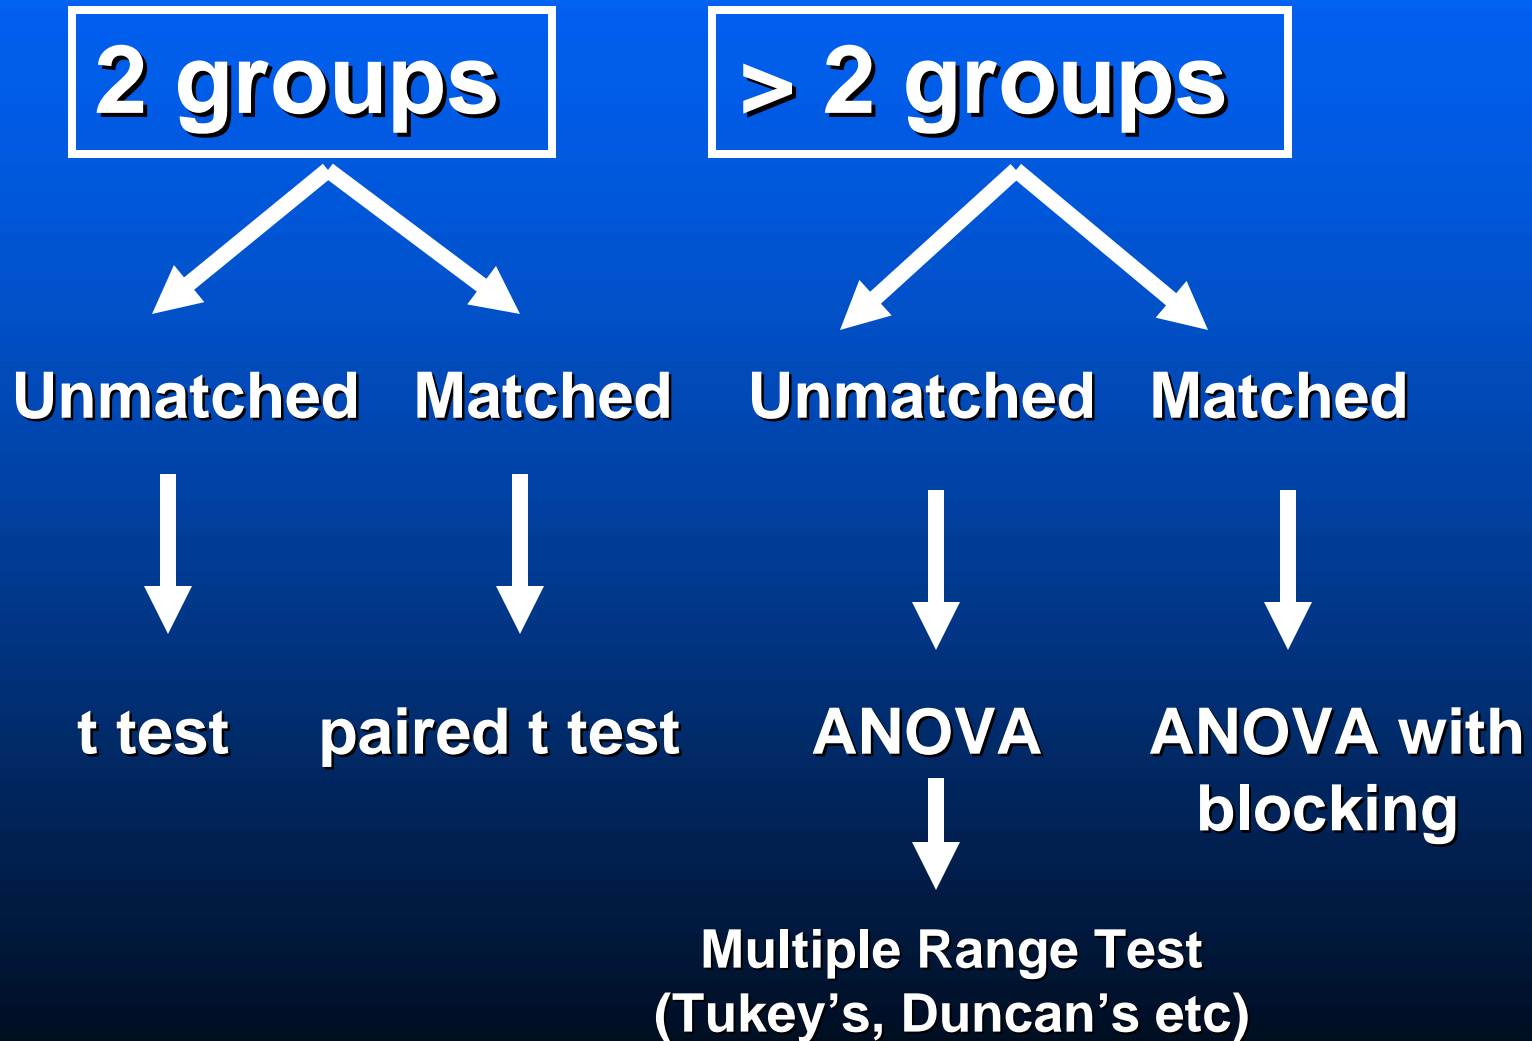 2 groups
> 2 groups
Unmatched
Matched
Unmatched
Matched
t test
paired t test
ANOVA
ANOVA with
blocking
Multiple Range Test
(Tukey’s, Duncan’s etc)